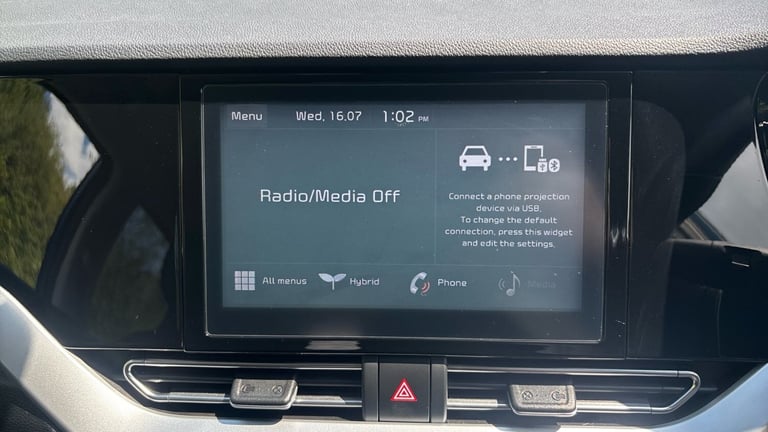 Menu
Wed, 16.07
1:02 PM
Radio/Media Off
Connect a phone projection
device via USB.
To change the default
connection, press this widget
and edit the settings.
All menus
Hybrid
Phone
Media